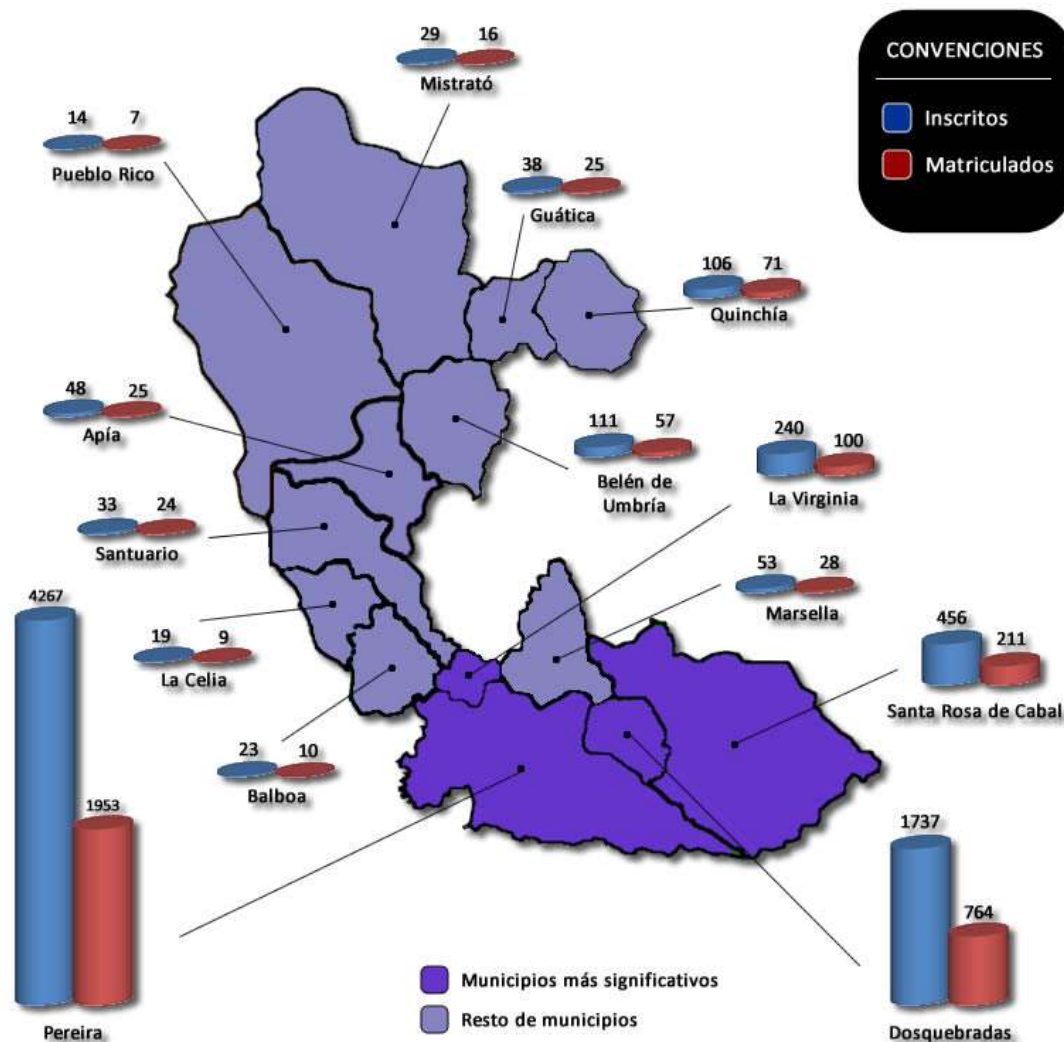 29 16
Mistrató
CONVENCIONES
Inscritos
Matriculados
14 7
Pueblo Rico
38 25
Guática
106 71
Quinchía
48 25
Apía
111 57
Belén de
Umbría
240 100
La Virginia
33 24
Santuario
53 28
Marsella
4267
1953
Pereira
19 9
La Celia
456
211
Santa Rosa de Cabal
23 10
Balboa
1737
764
Dosquebradas
Municipios más significativos
Resto de municipios